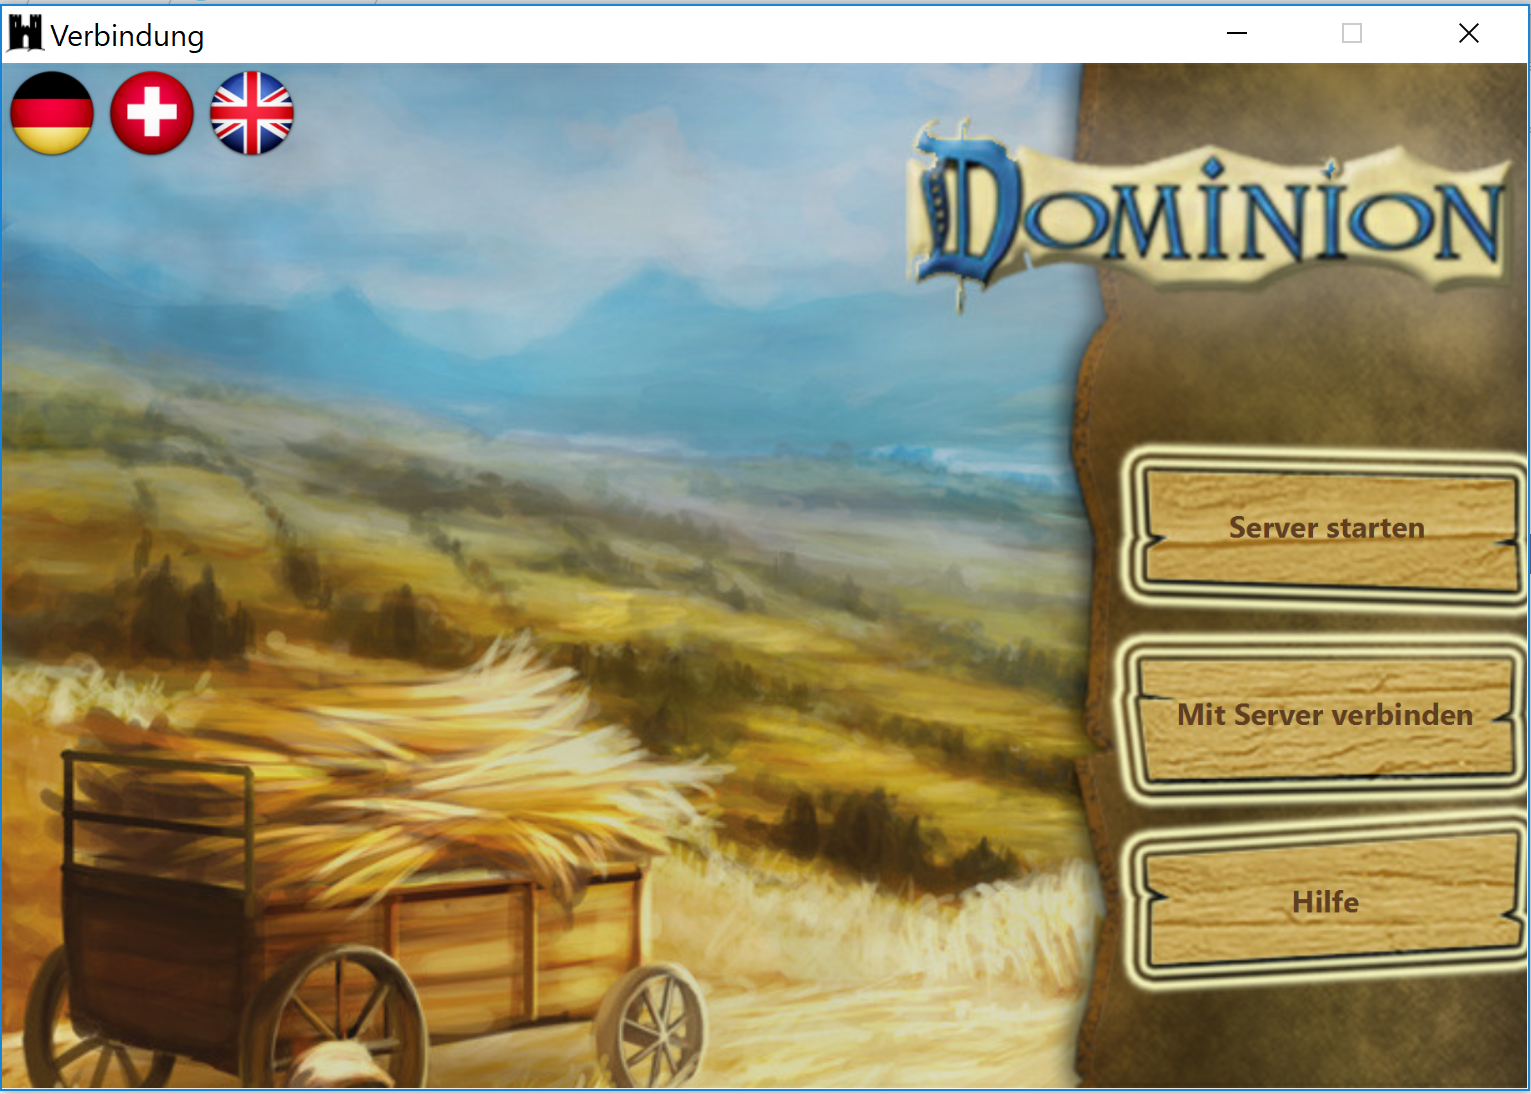 Verbindung
DOMINION
Server starten
Mit Server verbinden
Hilfe